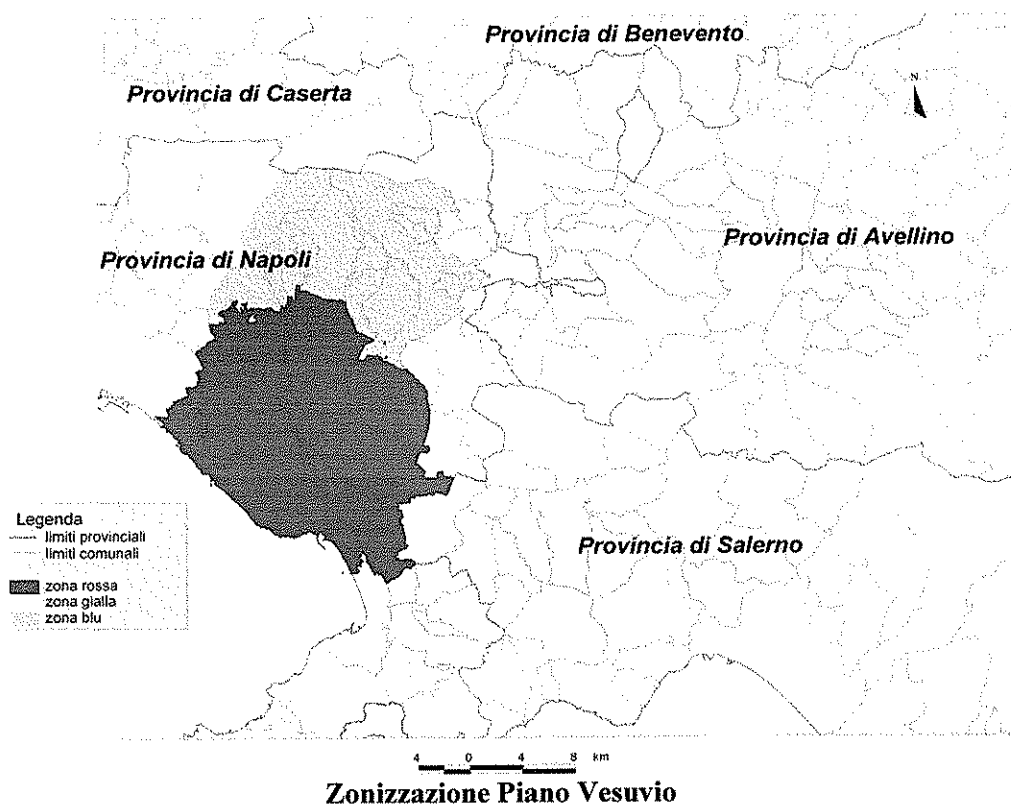 Provincia di Benevento
Provincia di Caserta
N
Provincia di Avellino
Provincia di Napoli
Legenda
limiti provinciali
limiti comunali
zona rossa
zona gialla
zona blu
Provincia di Salerno
4 0 4 8 km
Zonizzazione Piano Vesuvio